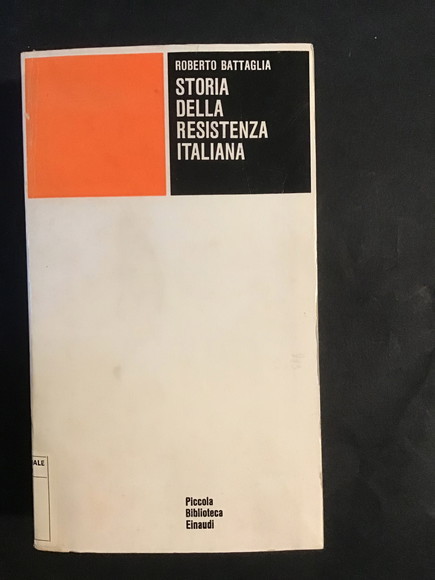 ROBERTO BATTAGLIA
STORIA
DELLA
RESISTENZA
ITALIANA
Piccola
Biblioteca
Einaudi